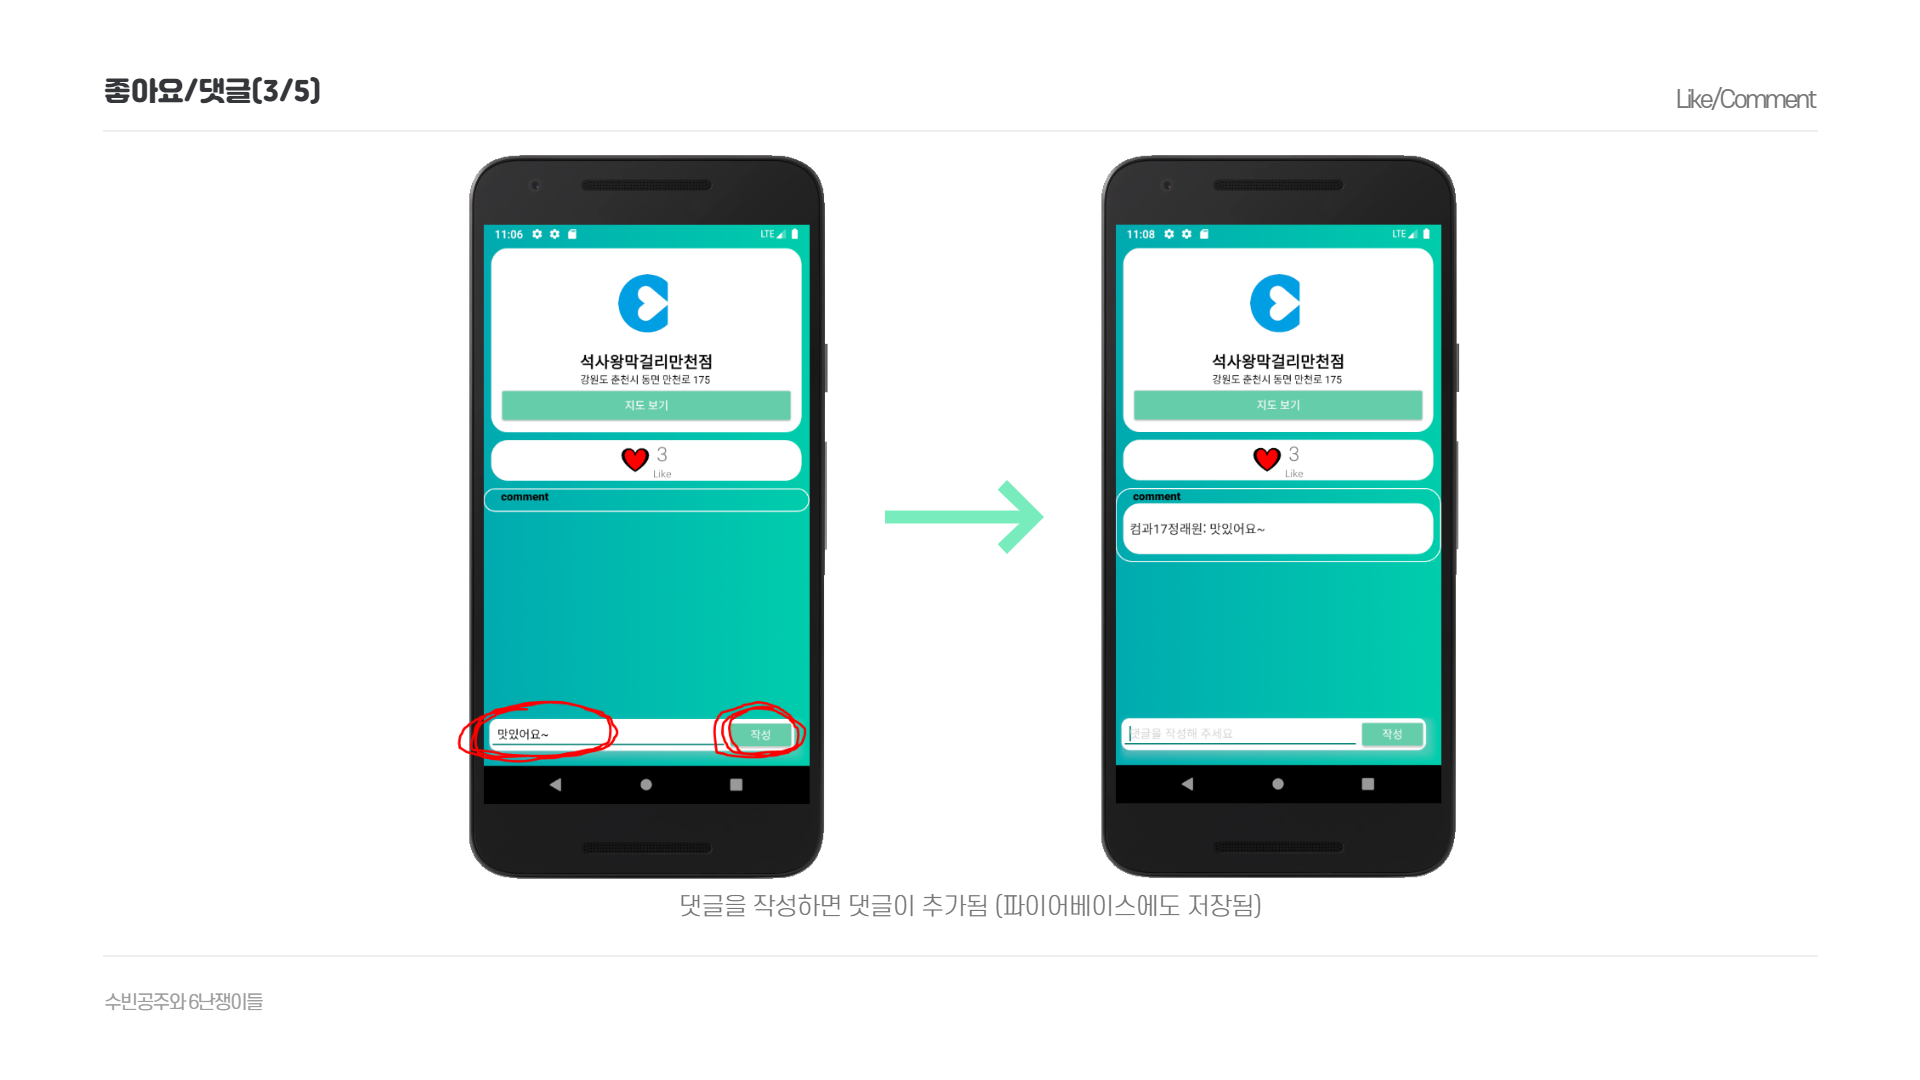 좋아요/댓글(3/5)
Like/Comment
11:06
LTE
석사왕막걸리만천점
강원도 춘천시 동면 만천로 175
지도 보기
3
Like
comment
맛있어요~
작성
11:08
LTE
석사왕막걸리만천점
강원도 춘천시 동면 만천로 175
지도 보기
3
Like
comment
컴과17정래원: 맛있어요~
댓글을 작성해 주세요
작성
댓글을 작성하면 댓글이 추가됨 (파이어베이스에도 저장됨)
수빈공주와 6난쟁이들